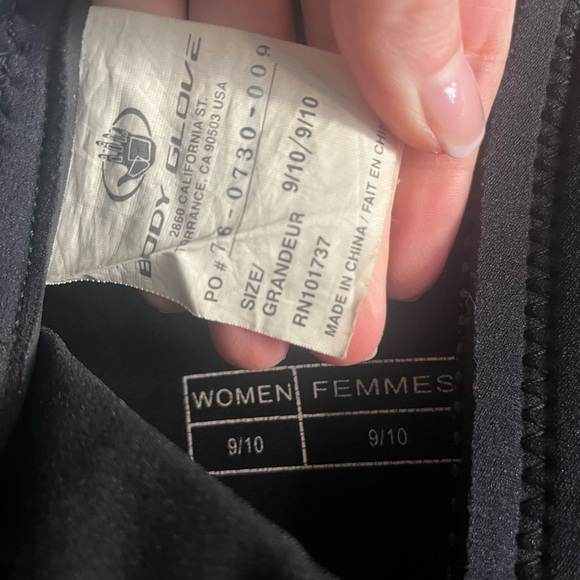 BODY GLOVE
2860 CALIFORNIA ST.
TORRANCE, CA 90503 USA
PO # 76-0730-009
SIZE/
GRANDEUR 9/10/9/10
RN101737
MADE IN CHINA / FAIT EN CHIN
WOMEN FEMMES
9/10 9/10